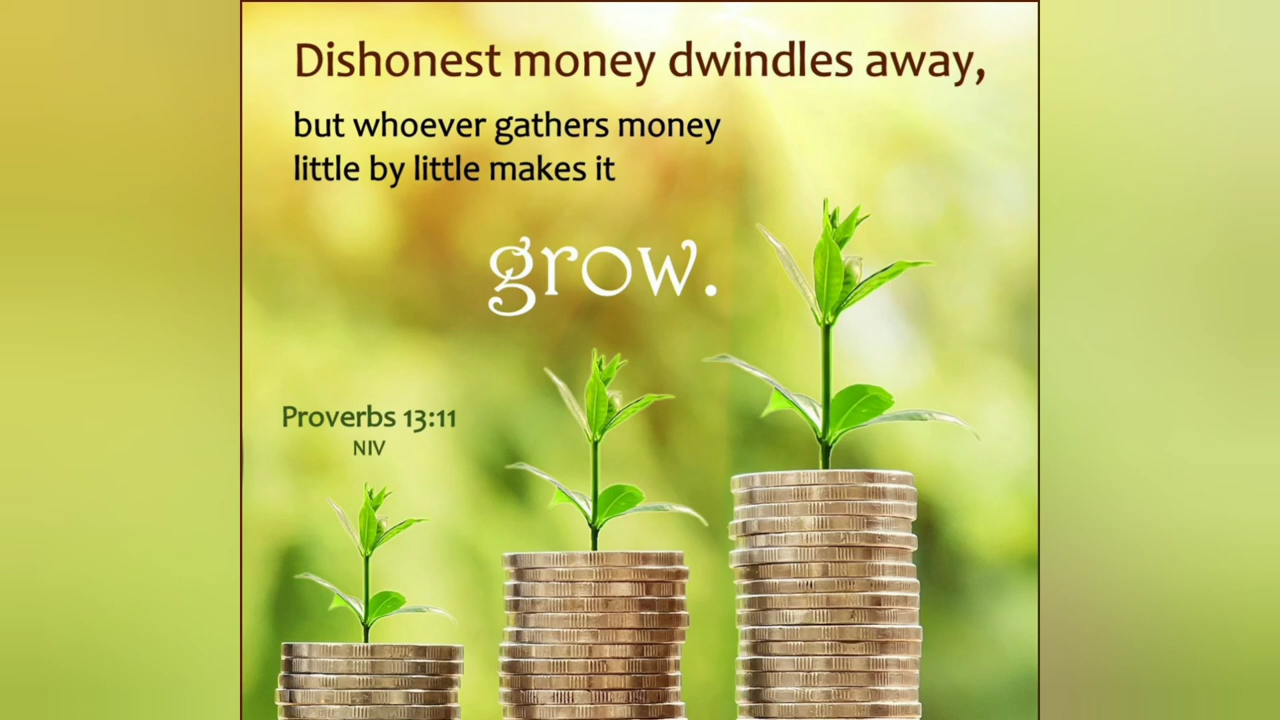 Dishonest money dwindles away,
but whoever gathers money
little by little makes it
grow.
Proverbs 13:11
NIV